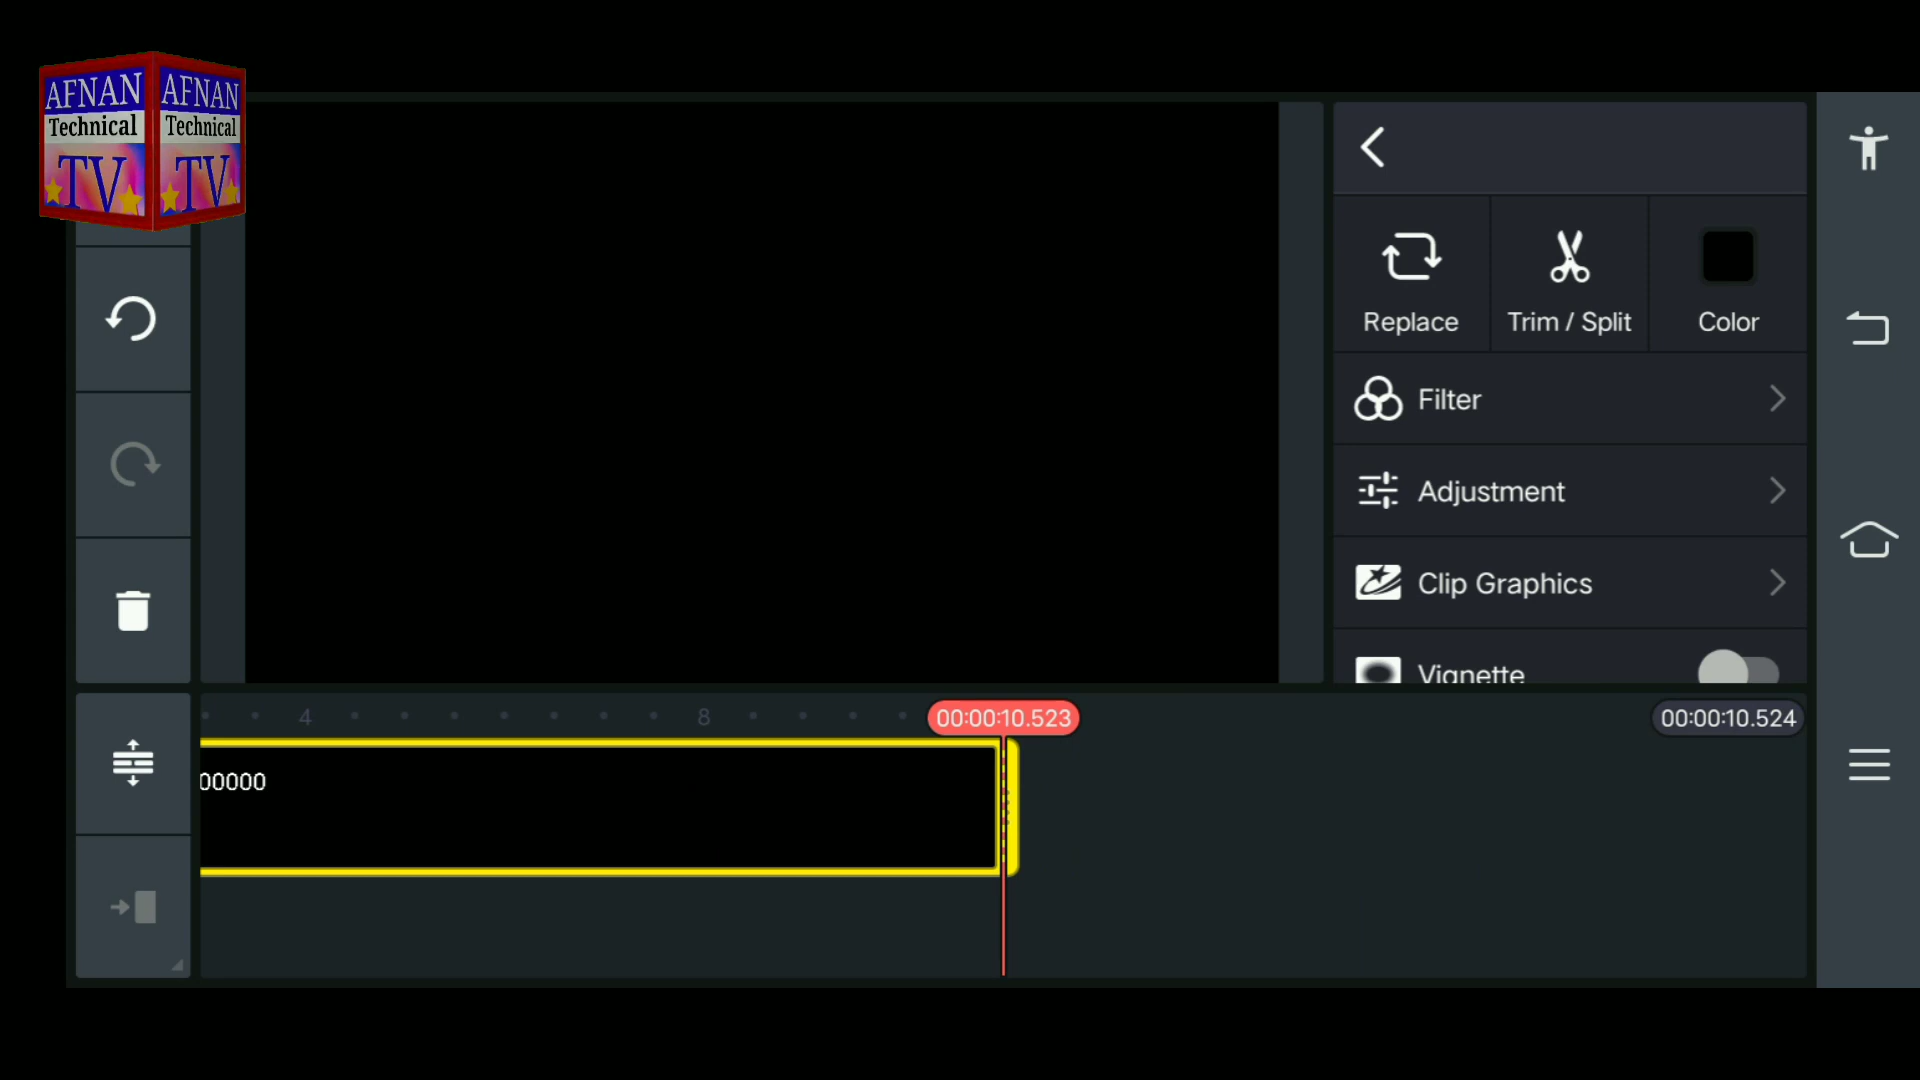 AFNAN AFNAN
Technical Technical
TV TV
Replace
Trim / Split
Color
Filter
Adjustment
Clip Graphics
Vignette
4
8
00:00:10.523
00:00:10.524
00000